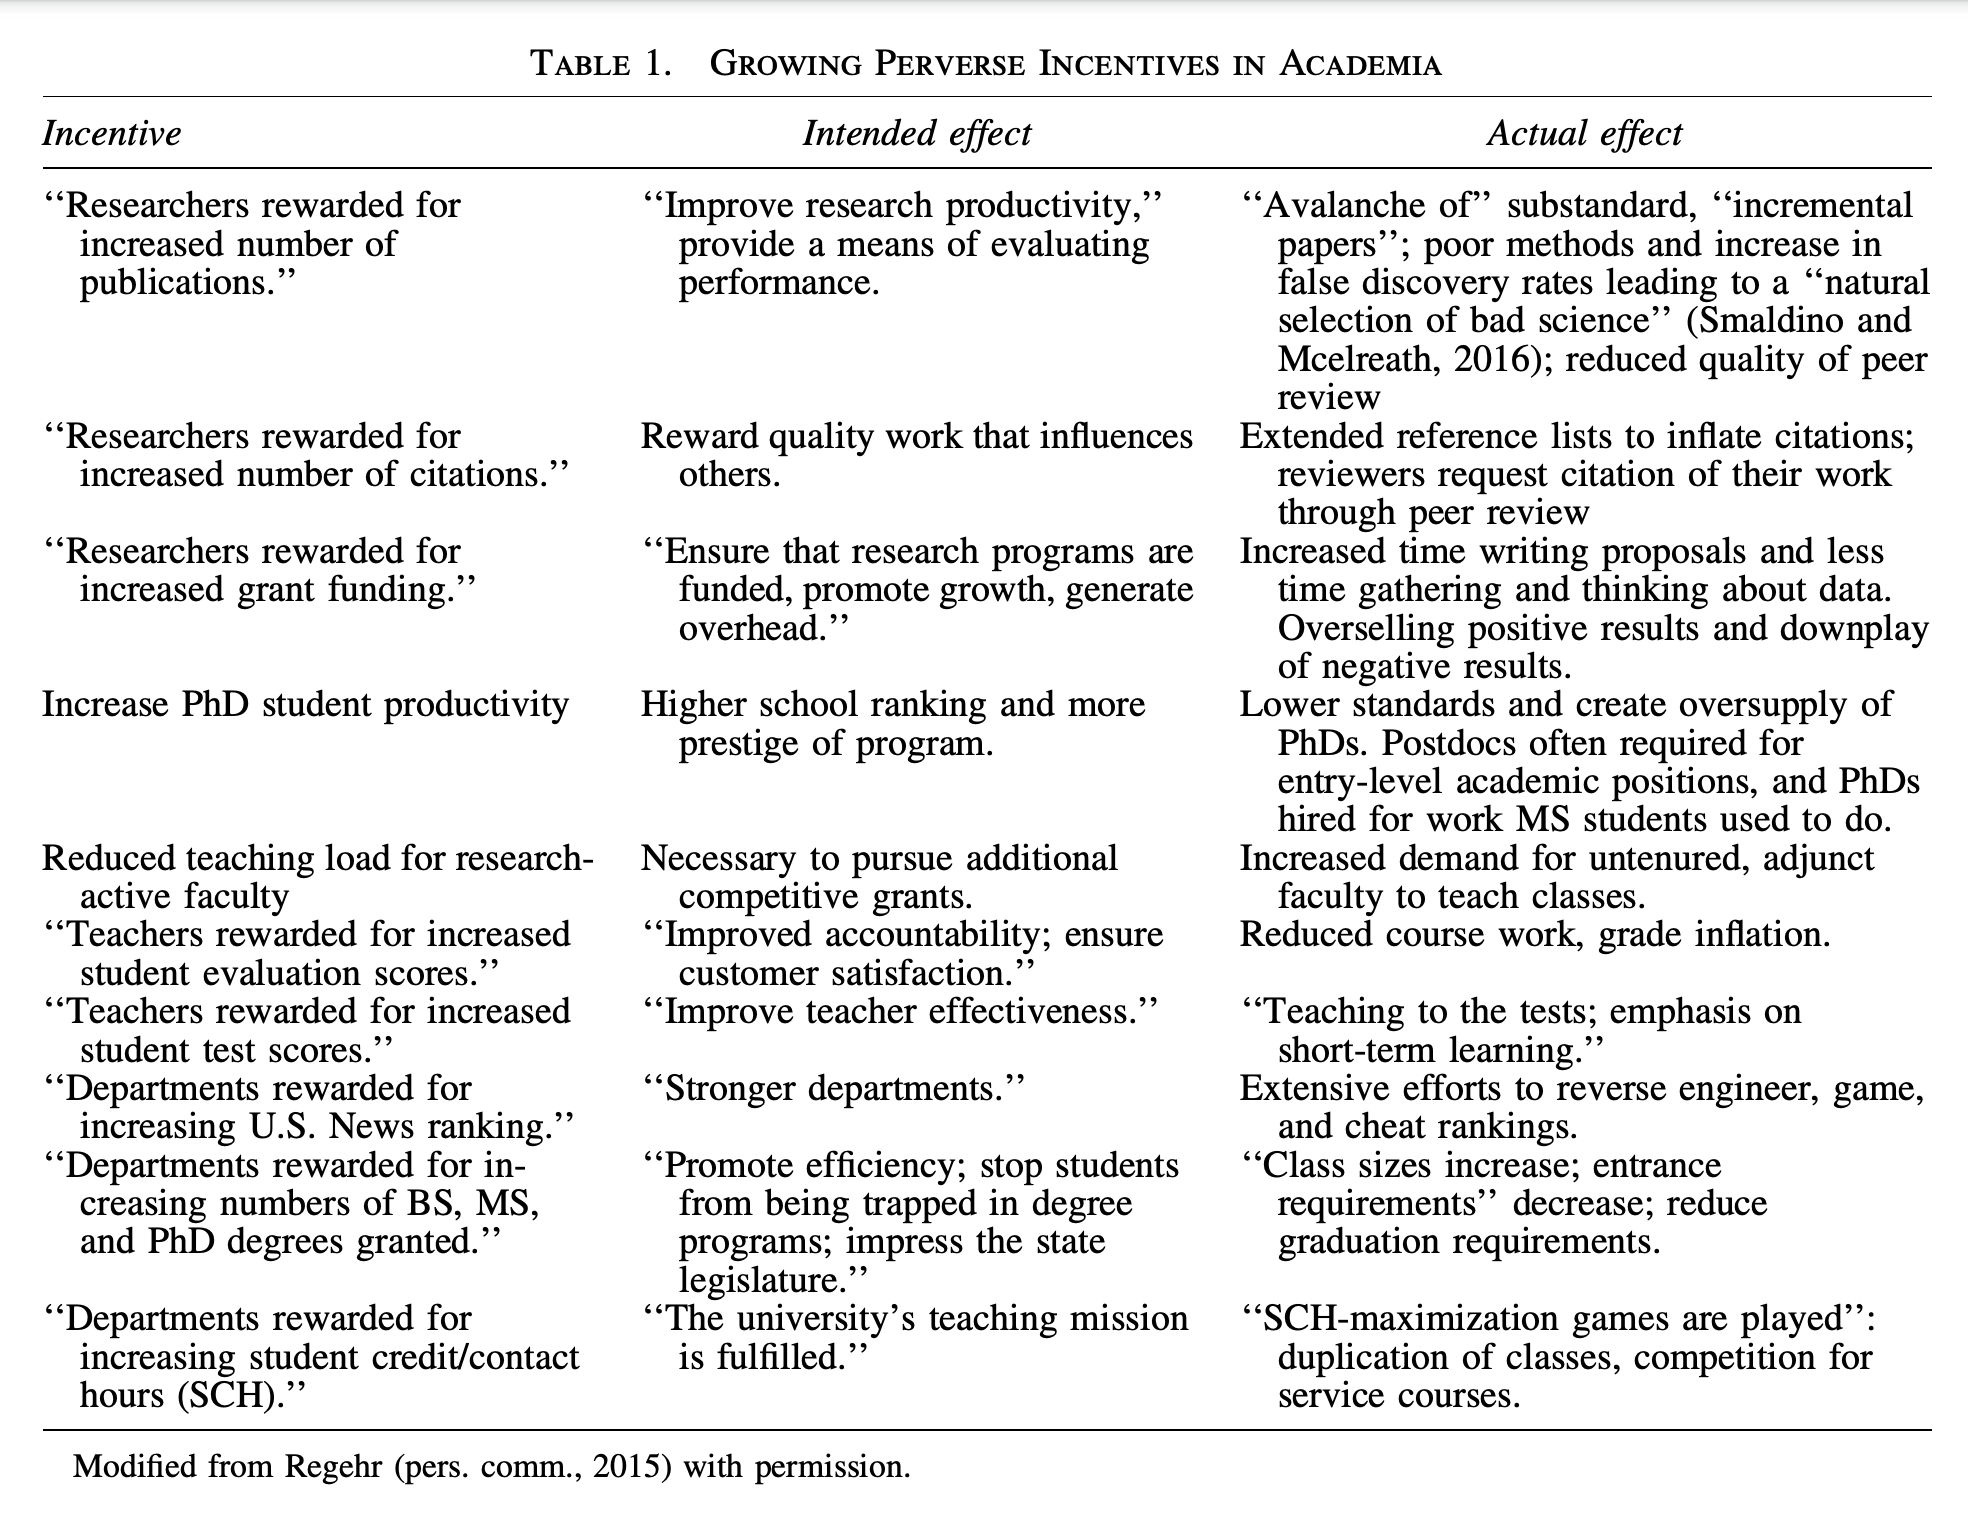 TABLE 1. GROWING PERVERSE INCENTIVES IN ACADEMIA
Incentive Intended effect Actual effect
‘‘Researchers rewarded for
increased number of
publications.’’
‘‘Improve research productivity,’’
provide a means of evaluating
performance.
‘‘Avalanche of’’ substandard, ‘‘incremental
papers’’; poor methods and increase in
false discovery rates leading to a ‘‘natural
selection of bad science’’ (Smaldino and
Mcelreath, 2016); reduced quality of peer
review
‘‘Researchers rewarded for
increased number of citations.’’
Reward quality work that influences
others.
Extended reference lists to inflate citations;
reviewers request citation of their work
through peer review
‘‘Researchers rewarded for
increased grant funding.’’
‘‘Ensure that research programs are
funded, promote growth, generate
overhead.’’
Increased time writing proposals and less
time gathering and thinking about data.
Overselling positive results and downplay
of negative results.
Increase PhD student productivity
Higher school ranking and more
prestige of program.
Lower standards and create oversupply of
PhDs. Postdocs often required for
entry-level academic positions, and PhDs
hired for work MS students used to do.
Reduced teaching load for research-
active faculty
Necessary to pursue additional
competitive grants.
Increased demand for untenured, adjunct
faculty to teach classes.
‘‘Teachers rewarded for increased
student evaluation scores.’’
‘‘Improved accountability; ensure
customer satisfaction.’’
Reduced course work, grade inflation.
‘‘Teachers rewarded for increased
student test scores.’’
‘‘Improve teacher effectiveness.’’
‘‘Teaching to the tests; emphasis on
short-term learning.’’
‘‘Departments rewarded for
increasing U.S. News ranking.’’
‘‘Stronger departments.’’
Extensive efforts to reverse engineer, game,
and cheat rankings.
‘‘Departments rewarded for in-
creasing numbers of BS, MS,
and PhD degrees granted.’’
‘‘Promote efficiency; stop students
from being trapped in degree
programs; impress the state
legislature.’’
‘‘Class sizes increase; entrance
requirements’’ decrease; reduce
graduation requirements.
‘‘Departments rewarded for
increasing student credit/contact
hours (SCH).’’
‘‘The university’s teaching mission
is fulfilled.’’
‘‘SCH-maximization games are played’’:
duplication of classes, competition for
service courses.
Modified from Regehr (pers. comm., 2015) with permission.